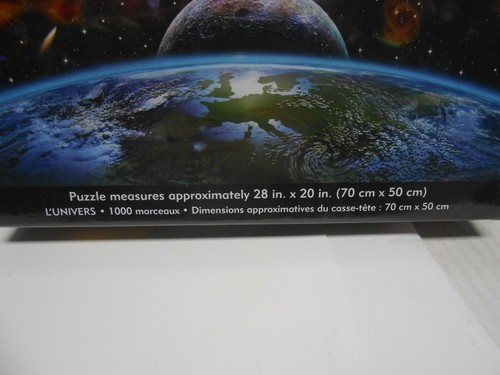 Puzzle measures approximately 28 in. x 20 in. (70 cm x 50 cm)
L'UNIVERS • 1000 morceaux • Dimensions approximatives du casse-tête : 70 cm x 50 cm